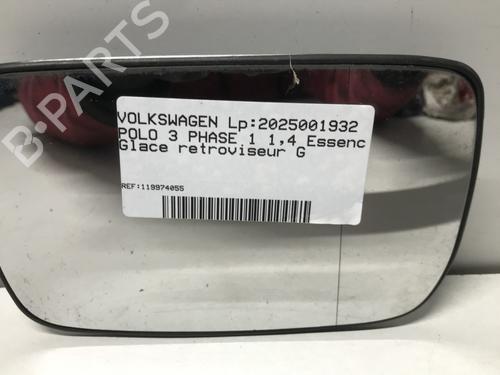 B-PARTS
VOLKSWAGEN Lp:2025001932
POLO 3 PHASE 1 1,4 Essenc
Glace retroviseur G
REF:119974055